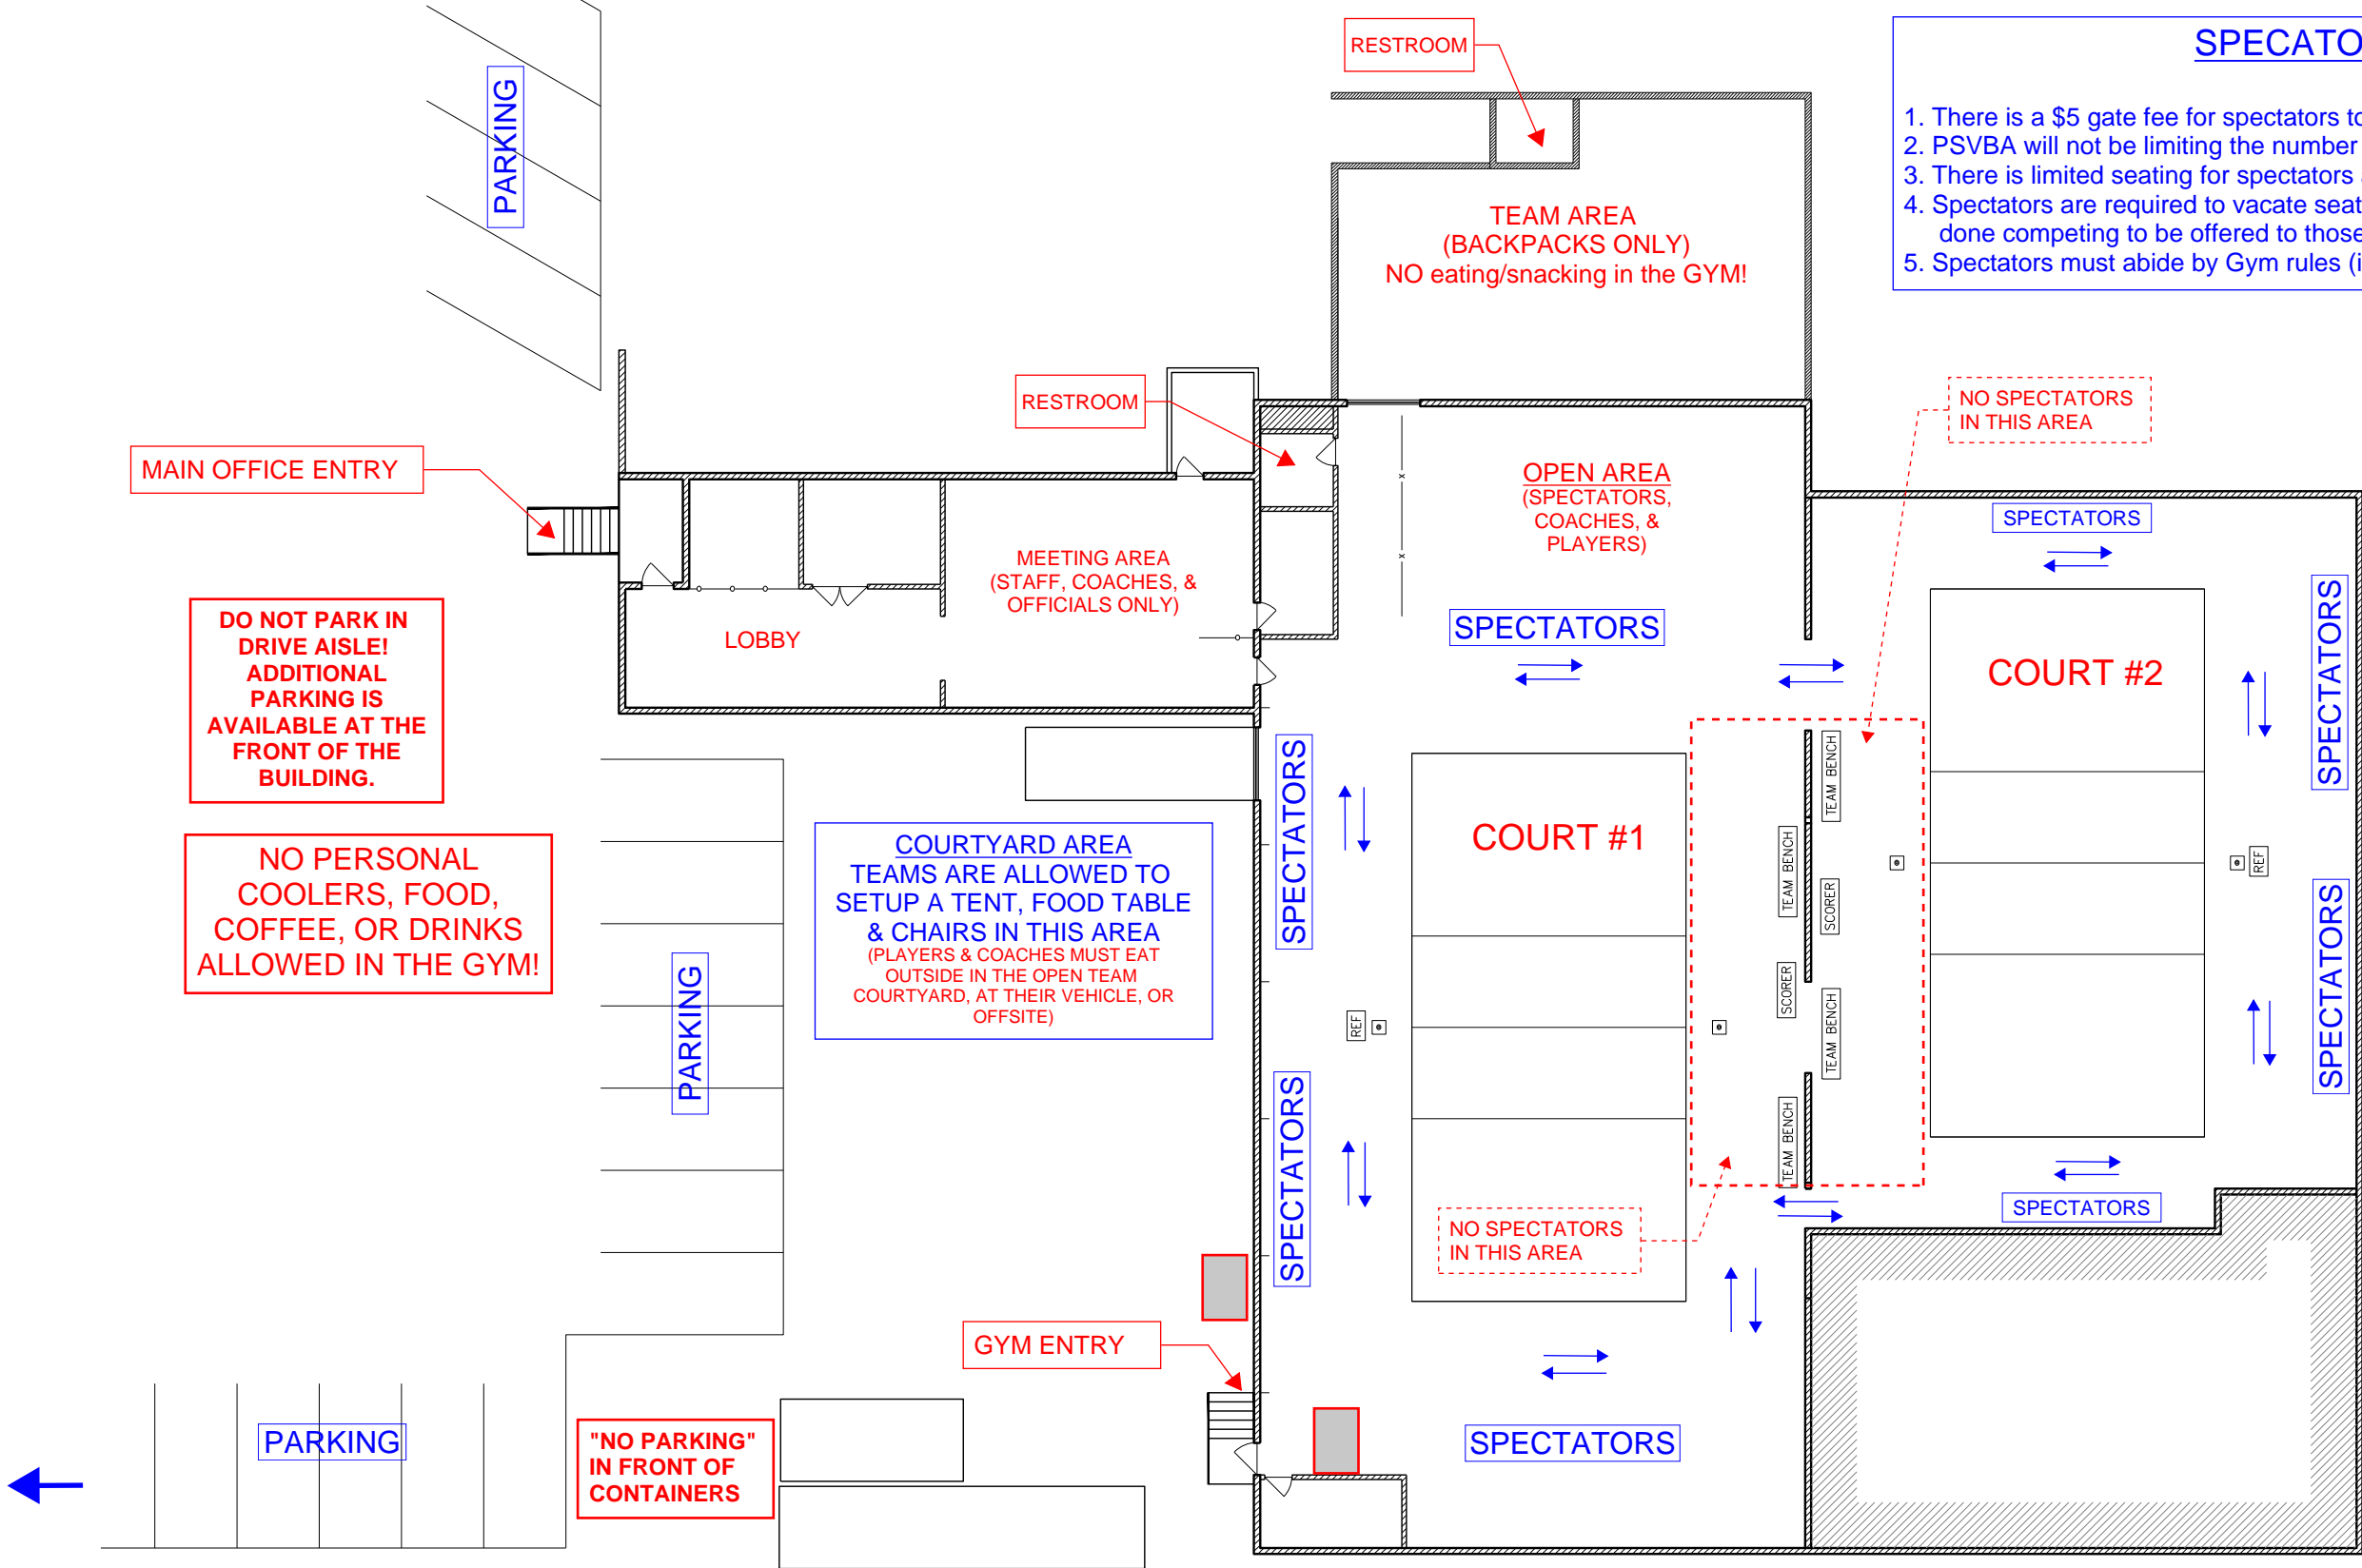 SPECATO
1. There is a $5 gate fee for spectators to
2. PSVBA will not be limiting the number
3. There is limited seating for spectators
4. Spectators are required to vacate seat
done competing to be offered to those
5. Spectators must abide by Gym rules (i
RESTROOM
PARKING
TEAM AREA
(BACKPACKS ONLY)
NO eating/snacking in the GYM!
RESTROOM
NO SPECTATORS
IN THIS AREA
MAIN OFFICE ENTRY
OPEN AREA
(SPECTATORS,
COACHES, &
PLAYERS)
SPECTATORS
MEETING AREA
(STAFF, COACHES, &
OFFICIALS ONLY)
LOBBY
SPECTATORS
SPECTATORS
COURT #2
DO NOT PARK IN
DRIVE AISLE!
ADDITIONAL
PARKING IS
AVAILABLE AT THE
FRONT OF THE
BUILDING.
NO PERSONAL
COOLERS, FOOD,
COFFEE, OR DRINKS
ALLOWED IN THE GYM!
PARKING
COURTYARD AREA
TEAMS ARE ALLOWED TO
SETUP A TENT, FOOD TABLE
& CHAIRS IN THIS AREA
(PLAYERS & COACHES MUST EAT
OUTSIDE IN THE OPEN TEAM
COURTYARD, AT THEIR VEHICLE, OR
OFFSITE)
SPECTATORS
COURT #1
TEAM BENCH
TEAM BENCH
SCORER
SCORER
TEAM BENCH
TEAM BENCH
REF
REF
SPECTATORS
SPECTATORS
SPECTATORS
NO SPECTATORS
IN THIS AREA
GYM ENTRY
SPECTATORS
PARKING
"NO PARKING"
IN FRONT OF
CONTAINERS
x
x